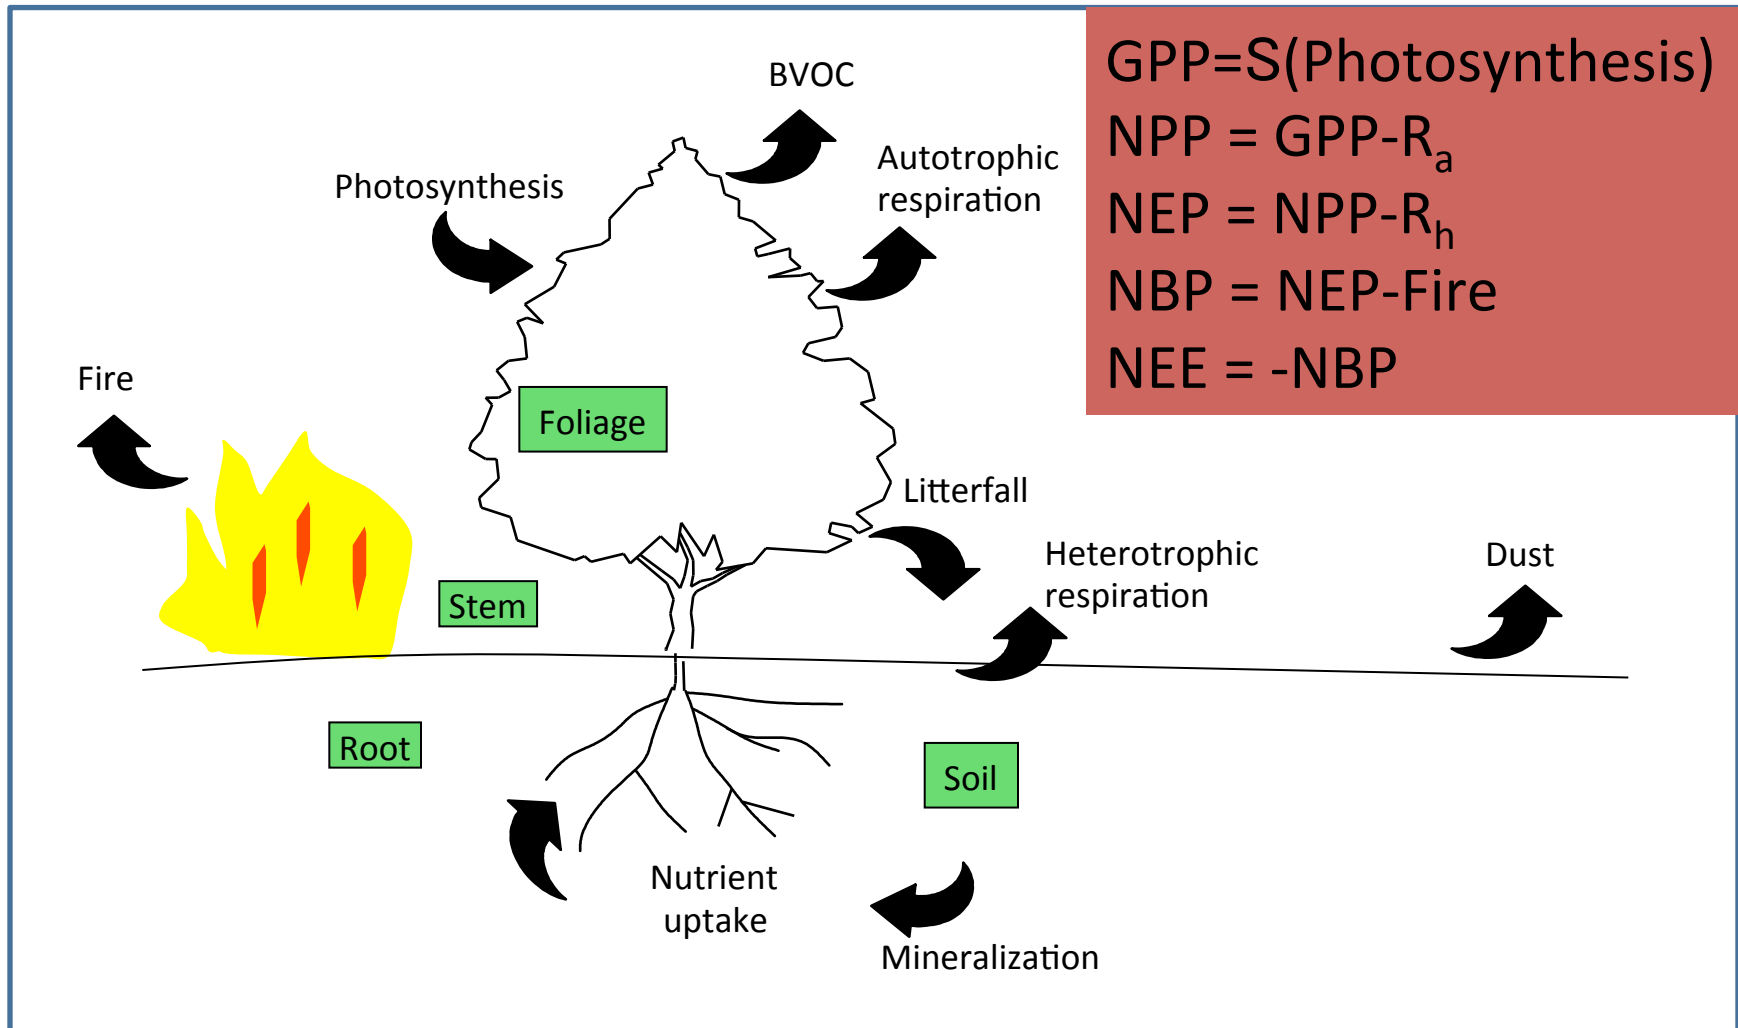 GPP=S(Photosynthesis)
NPP = GPP-Ra
NEP = NPP-Rh
NBP = NEP-Fire
NEE = -NBP
BVOC
Autotrophic
respiration
Photosynthesis
Fire
Foliage
Litterfall
Heterotrophic
respiration
Dust
Stem
Root
Soil
Nutrient
uptake
Mineralization